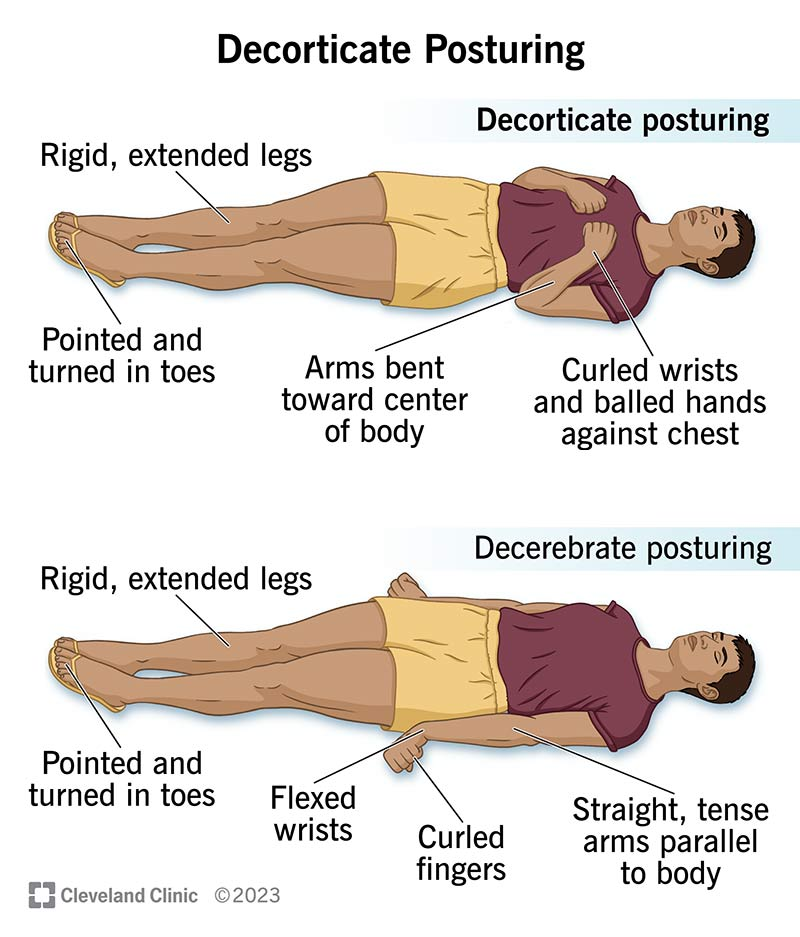 Decorticate Posturing
Decorticate posturing
Rigid, extended legs
Pointed and
turned in toes
Arms bent
toward center
of body
Curled wrists
and balled hands
against chest
Decerebrate posturing
Rigid, extended legs
Pointed and
turned in toes
Flexed
wrists
Curled
fingers
Straight, tense
arms parallel
to body
Cleveland Clinic ©2023